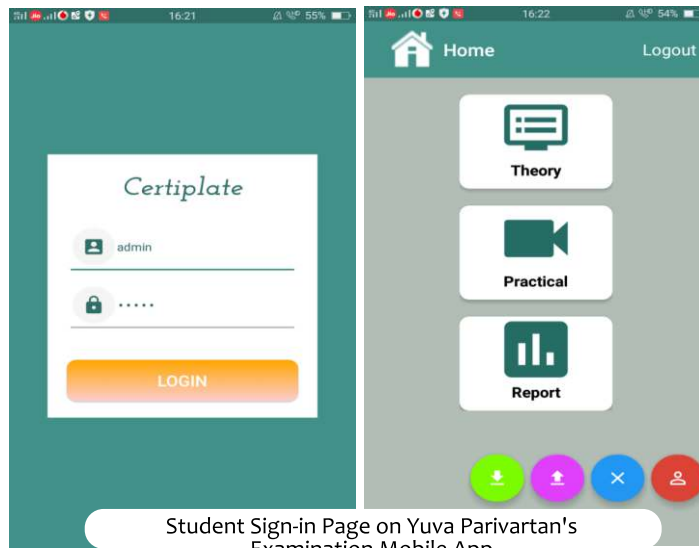 16:21
55%
Certiplate
admin
•••••
LOGIN
16:22
54%
Home
Logout
Theory
Practical
Report
Student Sign-in Page on Yuva Parivartan's
Examination Mobile App